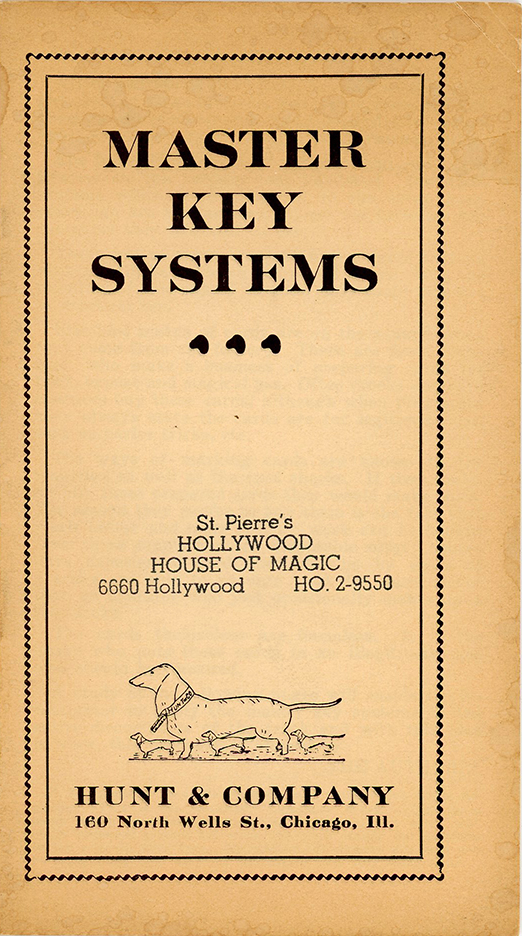 MASTER
KEY
SYSTEMS
St. Pierre's
HOLLYWOOD
HOUSE OF MAGIC
6660 Hollywood HO. 2-9550
HUNT & COMPANY
160 North Wells St., Chicago, Ill.